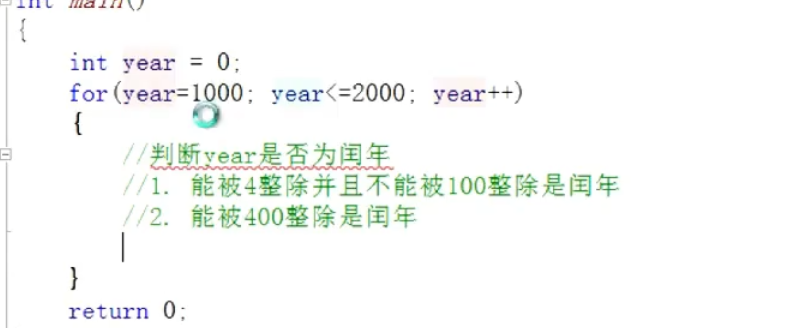 int main()
{
int year = 0;
for(year=1000; year<=2000; year++)
{
//判断year是否为闰年
//1. 能被4整除并且不能被100整除是闰年
//2. 能被400整除是闰年
}
return 0;